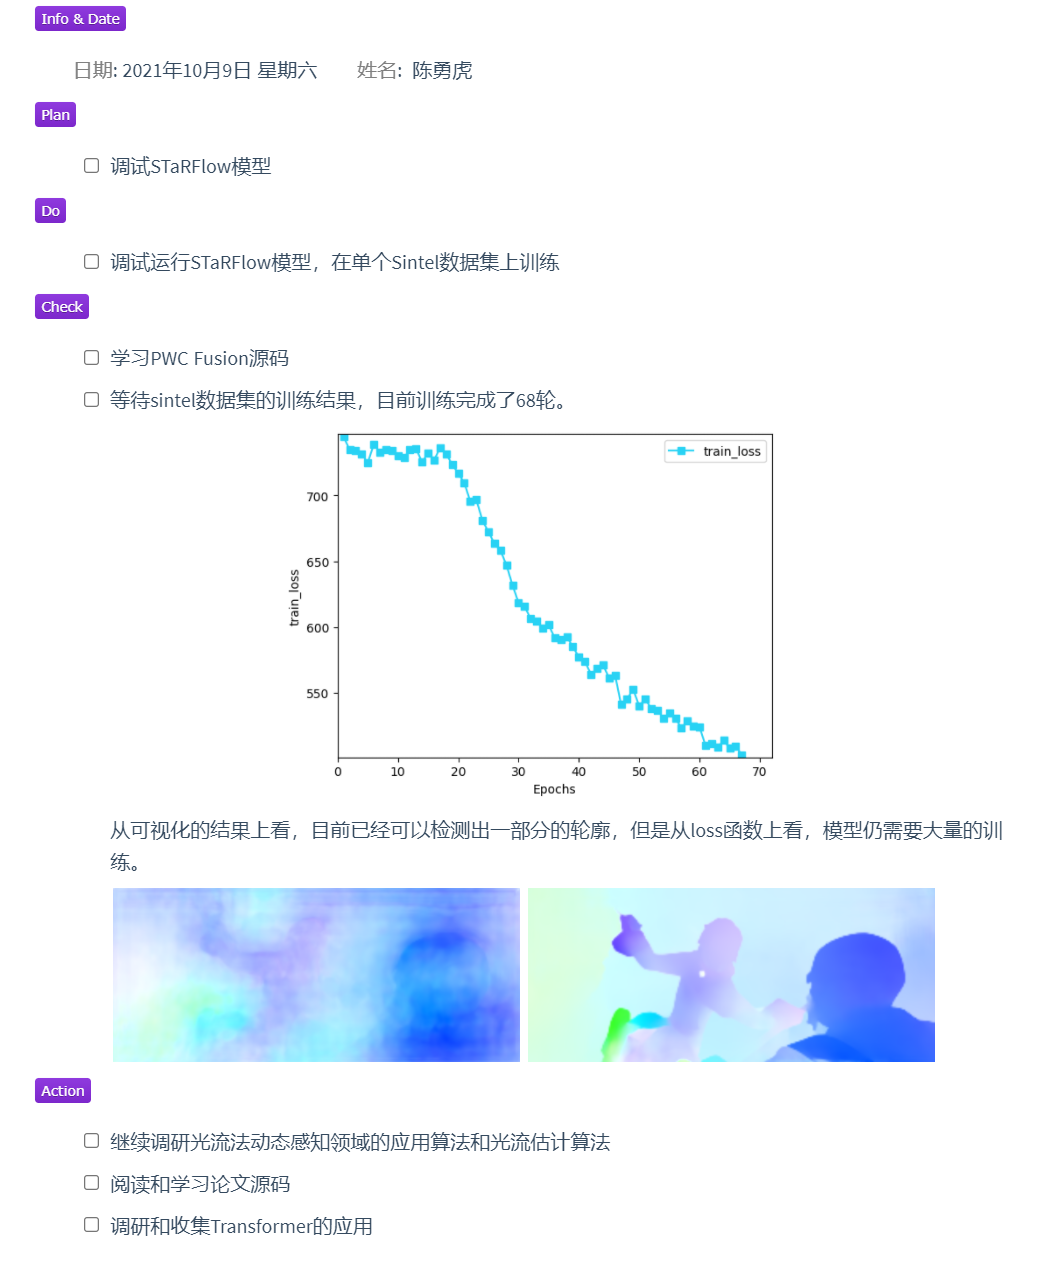 Info & Date
日期: 2021年10月9日 星期六 姓名: 陈勇虎
Plan
调试STaRFlow模型
Do
调试运行STaRFlow模型，在单个Sintel数据集上训练
Check
学习PWC Fusion源码
等待sintel数据集的训练结果，目前训练完成了68轮。
train_loss
700
650
600
550
train_loss
0 10 20 30 40 50 60 70
Epochs
从可视化的结果上看，目前已经可以检测出一部分的轮廓，但是从loss函数上看，模型仍需要大量的训
练。
Action
继续调研光流法动态感知领域的应用算法和光流估计算法
阅读和学习论文源码
调研和收集Transformer的应用